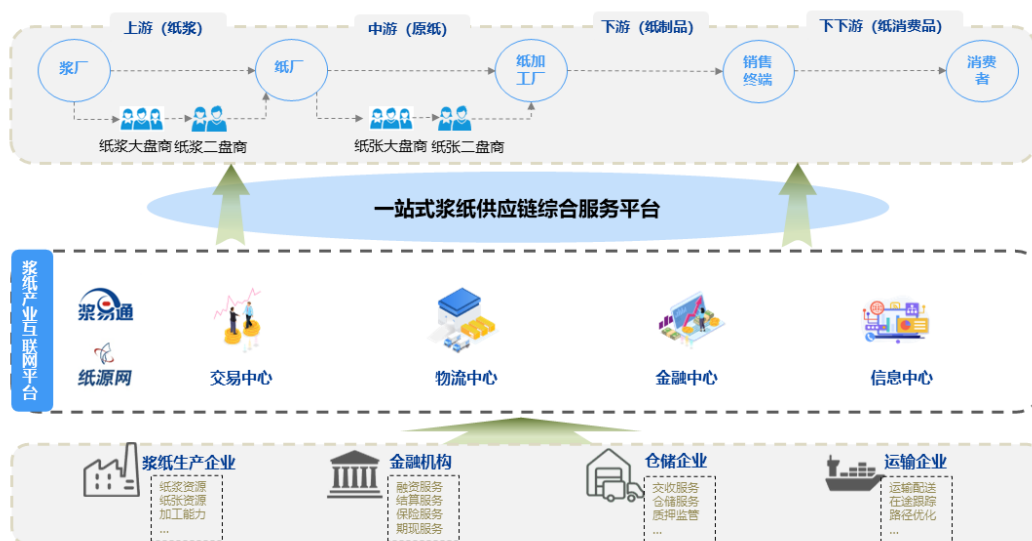 上游（纸浆）
中游（原纸）
下游（纸制品）
下下游（纸消费品）
浆厂
纸厂
纸加
工厂
销售
终端
消费
者
纸浆大盘商
纸浆二盘商
纸张大盘商
纸张二盘商
一站式浆纸供应链综合服务平台
浆纸产业互联网平台
浆易通
纸源网
交易中心
物流中心
金融中心
信息中心
浆纸生产企业
纸浆资源
纸张资源
加工能力
...
金融机构
融资服务
结算服务
保险服务
期现服务
仓储企业
交收服务
仓储服务
质押监管
...
运输企业
运输配送
在途跟踪
路径优化
...